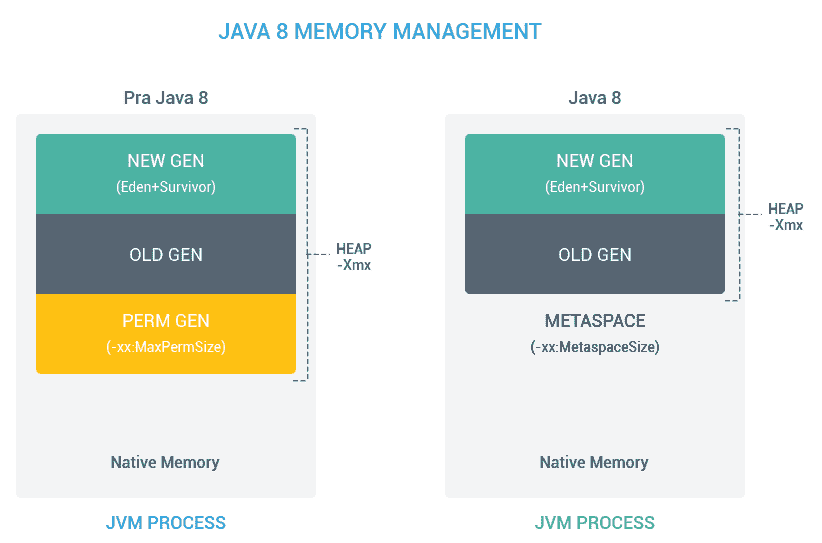 JAVA 8 MEMORY MANAGEMENT
Pra Java 8
NEW GEN
(Eden+Survivor)
OLD GEN
PERM GEN
(-xx:MaxPermSize)
HEAP
-Xmx
Native Memory
JVM PROCESS
Java 8
NEW GEN
(Eden+Survivor)
OLD GEN
HEAP
-Xmx
METASPACE
(-xx:MetaspaceSize)
Native Memory
JVM PROCESS